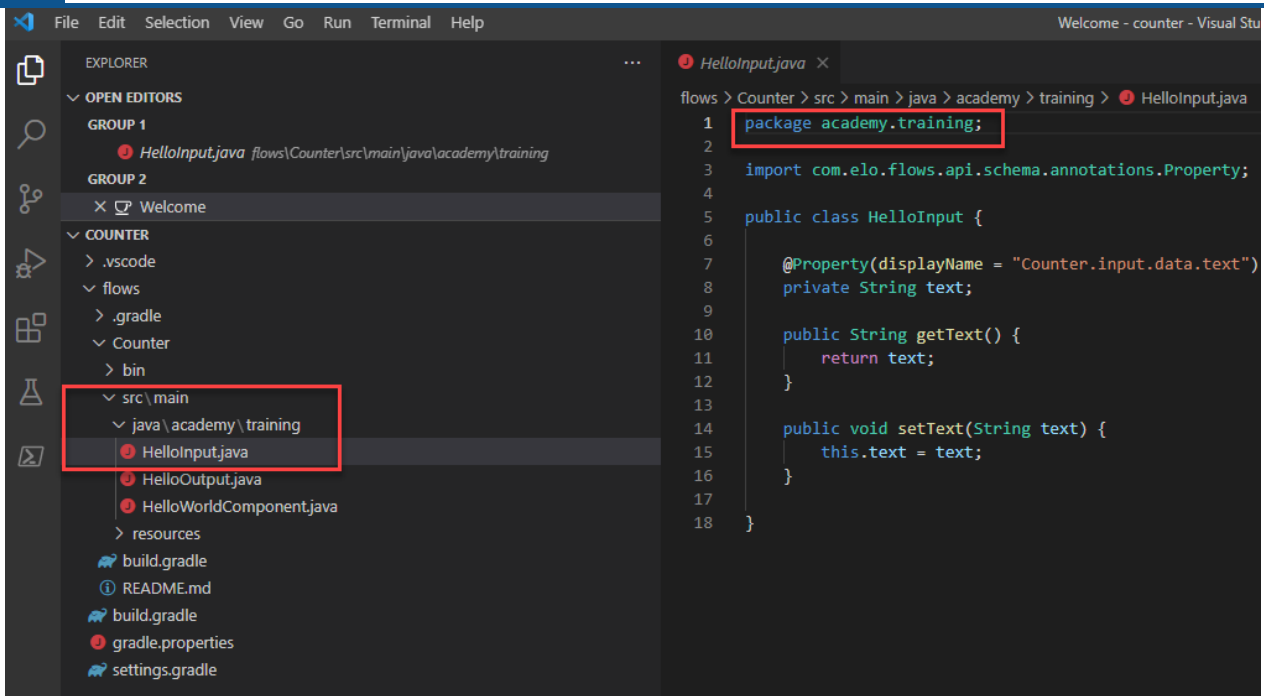 File Edit Selection View Go Run Terminal Help
Welcome - counter - Visual Stu
EXPLORER
OPEN EDITORS
GROUP 1
HelloInput.java flows\Counter\src\main\java\academy\training
GROUP 2
Welcome
COUNTER
.vscode
flows
.gradle
Counter
bin
src\main
java\academy\training
HelloInput.java
HelloOutput.java
HelloWorldComponent.java
resources
build.gradle
README.md
build.gradle
gradle.properties
settings.gradle
HelloInput.java
flows > Counter > src > main > java > academy > training > HelloInput.java
1 package academy.training;
2
3 import com.elo.flows.api.schema.annotations.Property;
4
5 public class HelloInput {
6
7 @Property(displayName = "Counter.input.data.text")
8 private String text;
9
10 public String getText() {
11 return text;
12 }
13
14 public void setText(String text) {
15 this.text = text;
16 }
17
18 }